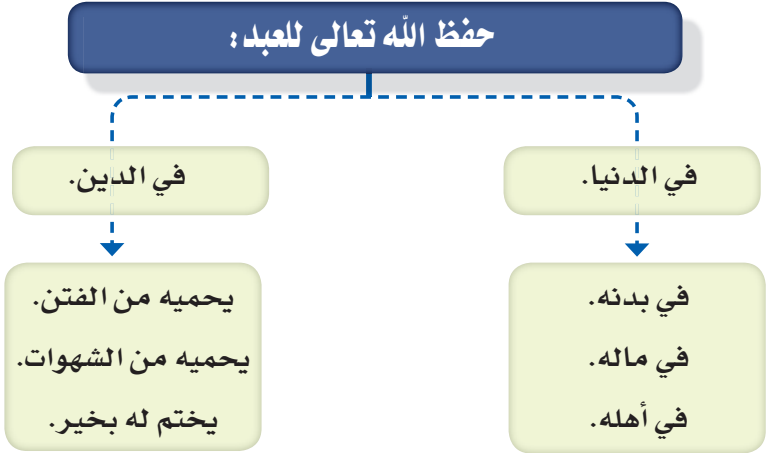 حفظ الله تعالى للعبد:
في الدنيا.
في بدنه.
في ماله.
في أهله.
في الدين.
يحميه من الفتن.
يحميه من الشهوات.
يختم له بخير.